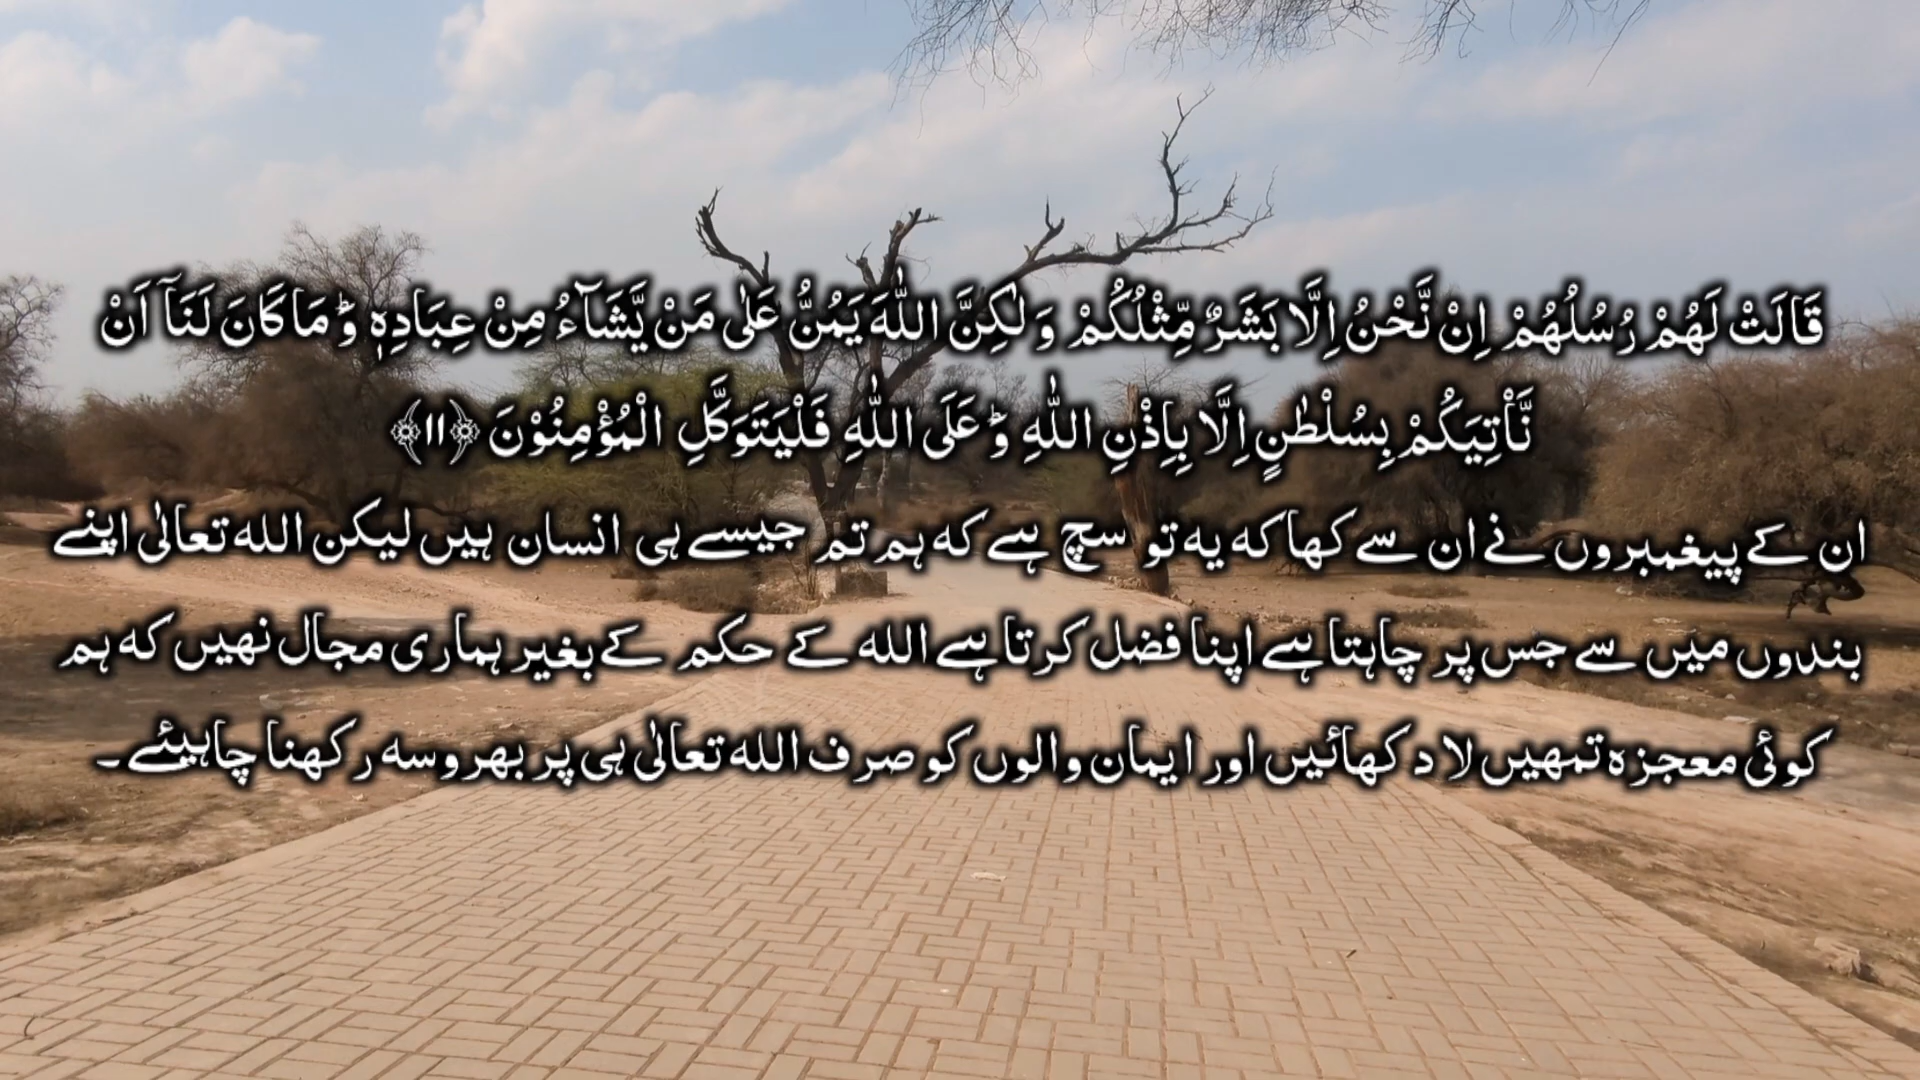 قَالَتْ لَهُمْ رُسُلُهُمْ اِنْ نَّحْنُ اِلَّا بَشَرٌ مِّثْلُكُمْ وَ لٰكِنَّ اللّٰهَ یَمُنُّ عَلٰی مَنْ یَّشَآءُ مِنْ عِبَادِهٖ ؕ وَ مَا كَانَ لَنَاۤ اَنْ
نَّاْتِیَكُمْ بِسُلْطٰنٍ اِلَّا بِاِذْنِ اللّٰهِ ؕ وَ عَلَی اللّٰهِ فَلْیَتَوَكَّلِ الْمُؤْمِنُوْنَ ﴿۱۱﴾
ان کے پیغمبروں نے ان سے کہا کہ یہ تو سچ ہے کہ ہم تم جیسے ہی انسان ہیں لیکن اللہ تعالیٰ اپنے
بندوں میں سے جس پر چاہتا ہے اپنا فضل کرتا ہے اللہ کے حکم کے بغیر ہماری مجال نہیں کہ ہم
کوئی معجزہ تمہیں لا دکھائیں اور ایمان والوں کو صرف اللہ تعالیٰ ہی پر بھروسہ رکھنا چاہیئے۔